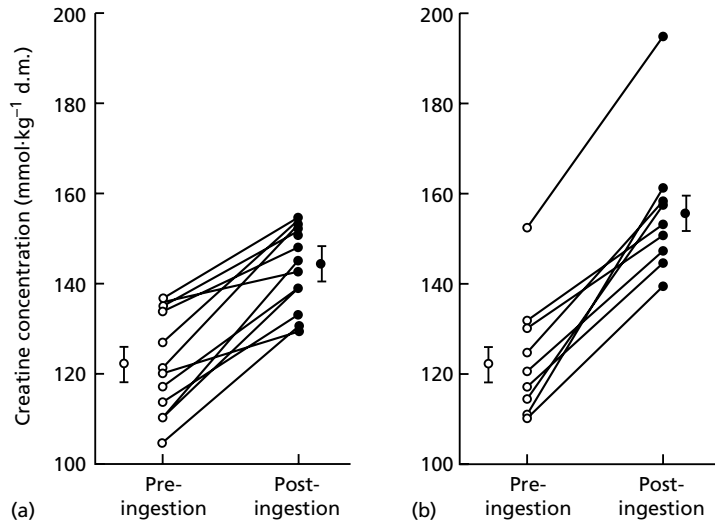 Creatine concentration (mmol·kg⁻¹ d.m.)
200
180
160
140
120
100
Pre-
ingestion
Post-
ingestion
(a)
200
180
160
140
120
100
Pre-
ingestion
Post-
ingestion
(b)